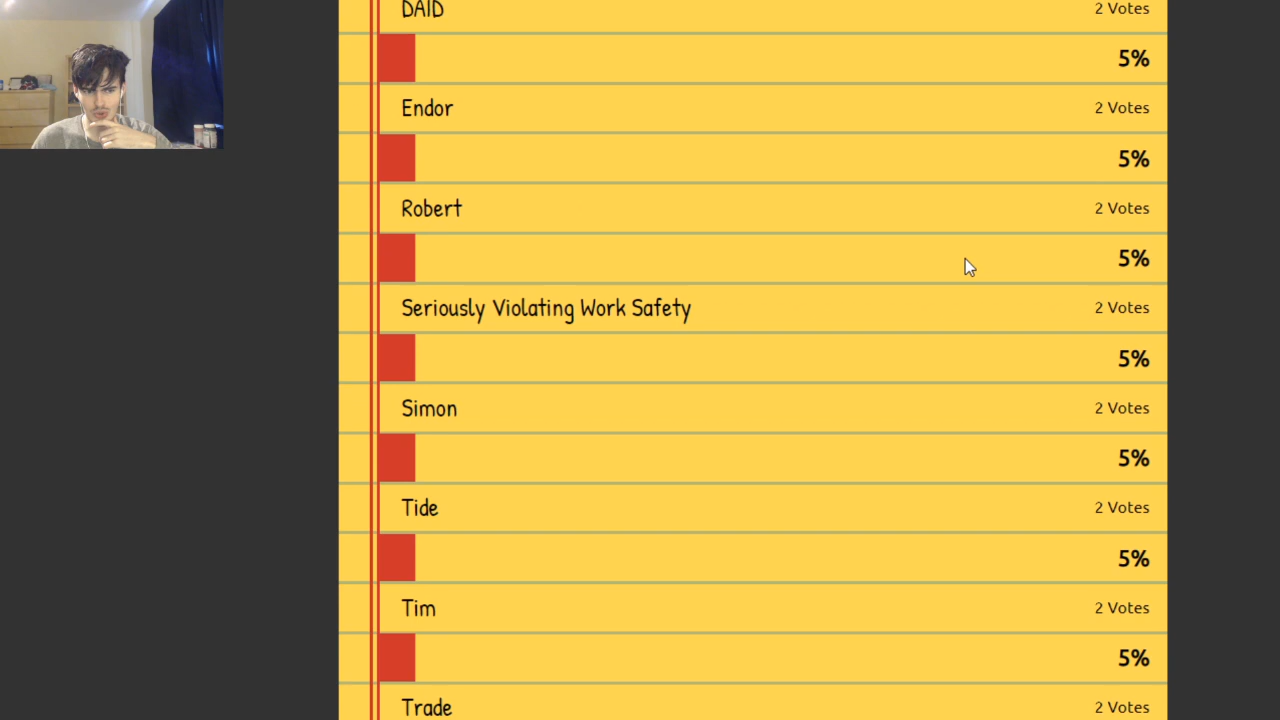 DAID 2 Votes
5%
Endor 2 Votes
5%
Robert 2 Votes
5%
Seriously Violating Work Safety 2 Votes
5%
Simon 2 Votes
5%
Tide 2 Votes
5%
Tim 2 Votes
5%
Trade 2 Votes